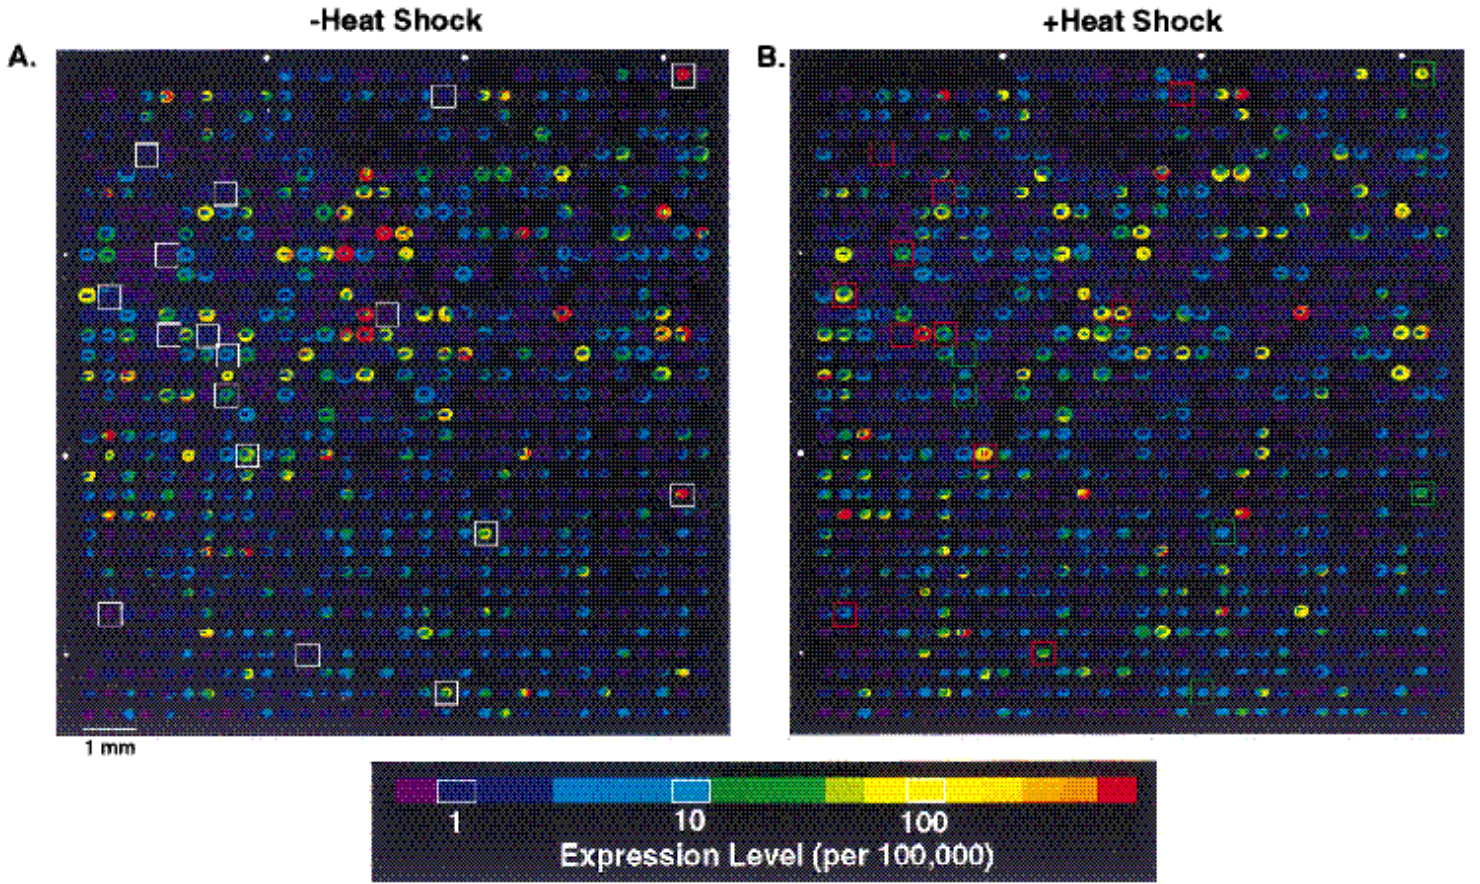 -Heat Shock
+Heat Shock
A.
B.
1 mm
1
10
100
Expression Level (per 100,000)